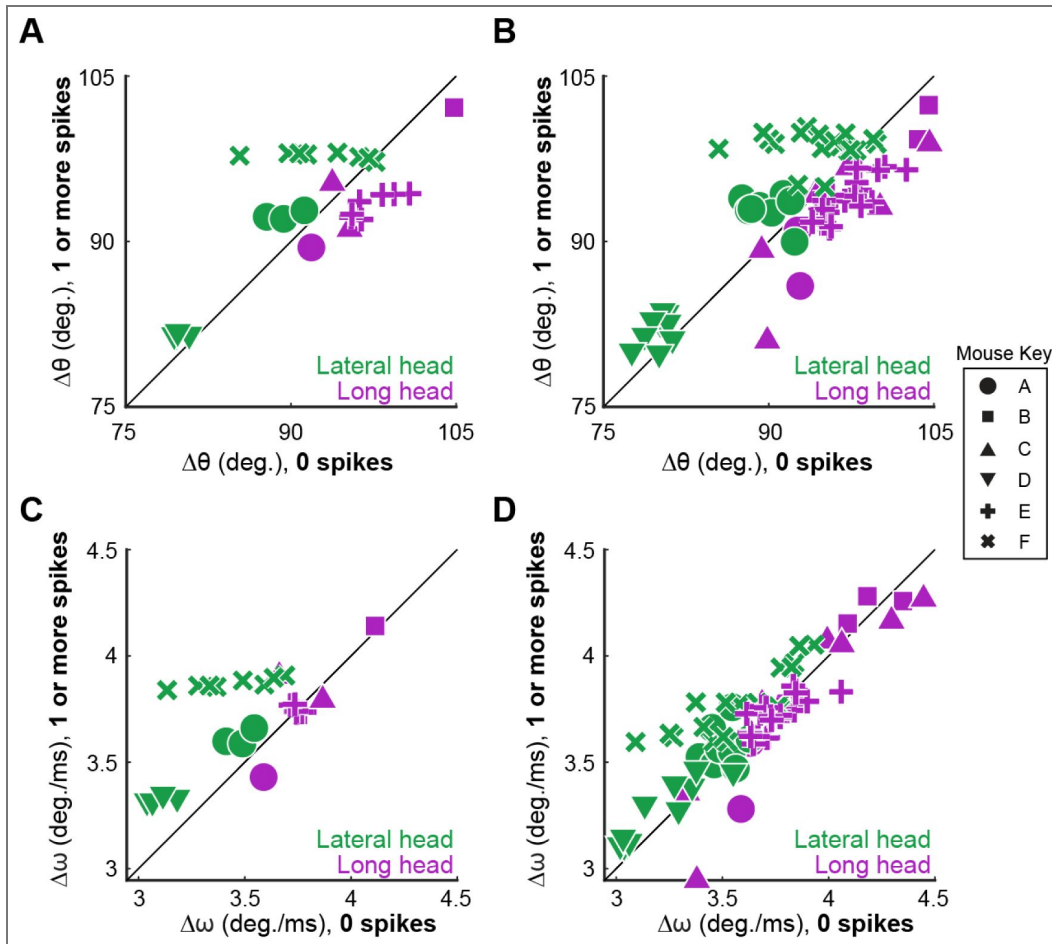 A
105
90
75
75
90
105
Δθ (deg.), 1 or more spikes
Δθ (deg.), 0 spikes
Lateral head
Long head
B
105
90
75
75
90
105
Δθ (deg.), 1 or more spikes
Δθ (deg.), 0 spikes
Lateral head
Long head
Mouse Key
A
B
C
D
E
F
C
4.5
4
3.5
3
3
3.5
4
4.5
Δω (deg./ms), 1 or more spikes
Δω (deg./ms), 0 spikes
Lateral head
Long head
D
4.5
4
3.5
3
3
3.5
4
4.5
Δω (deg./ms), 1 or more spikes
Δω (deg./ms), 0 spikes
Lateral head
Long head